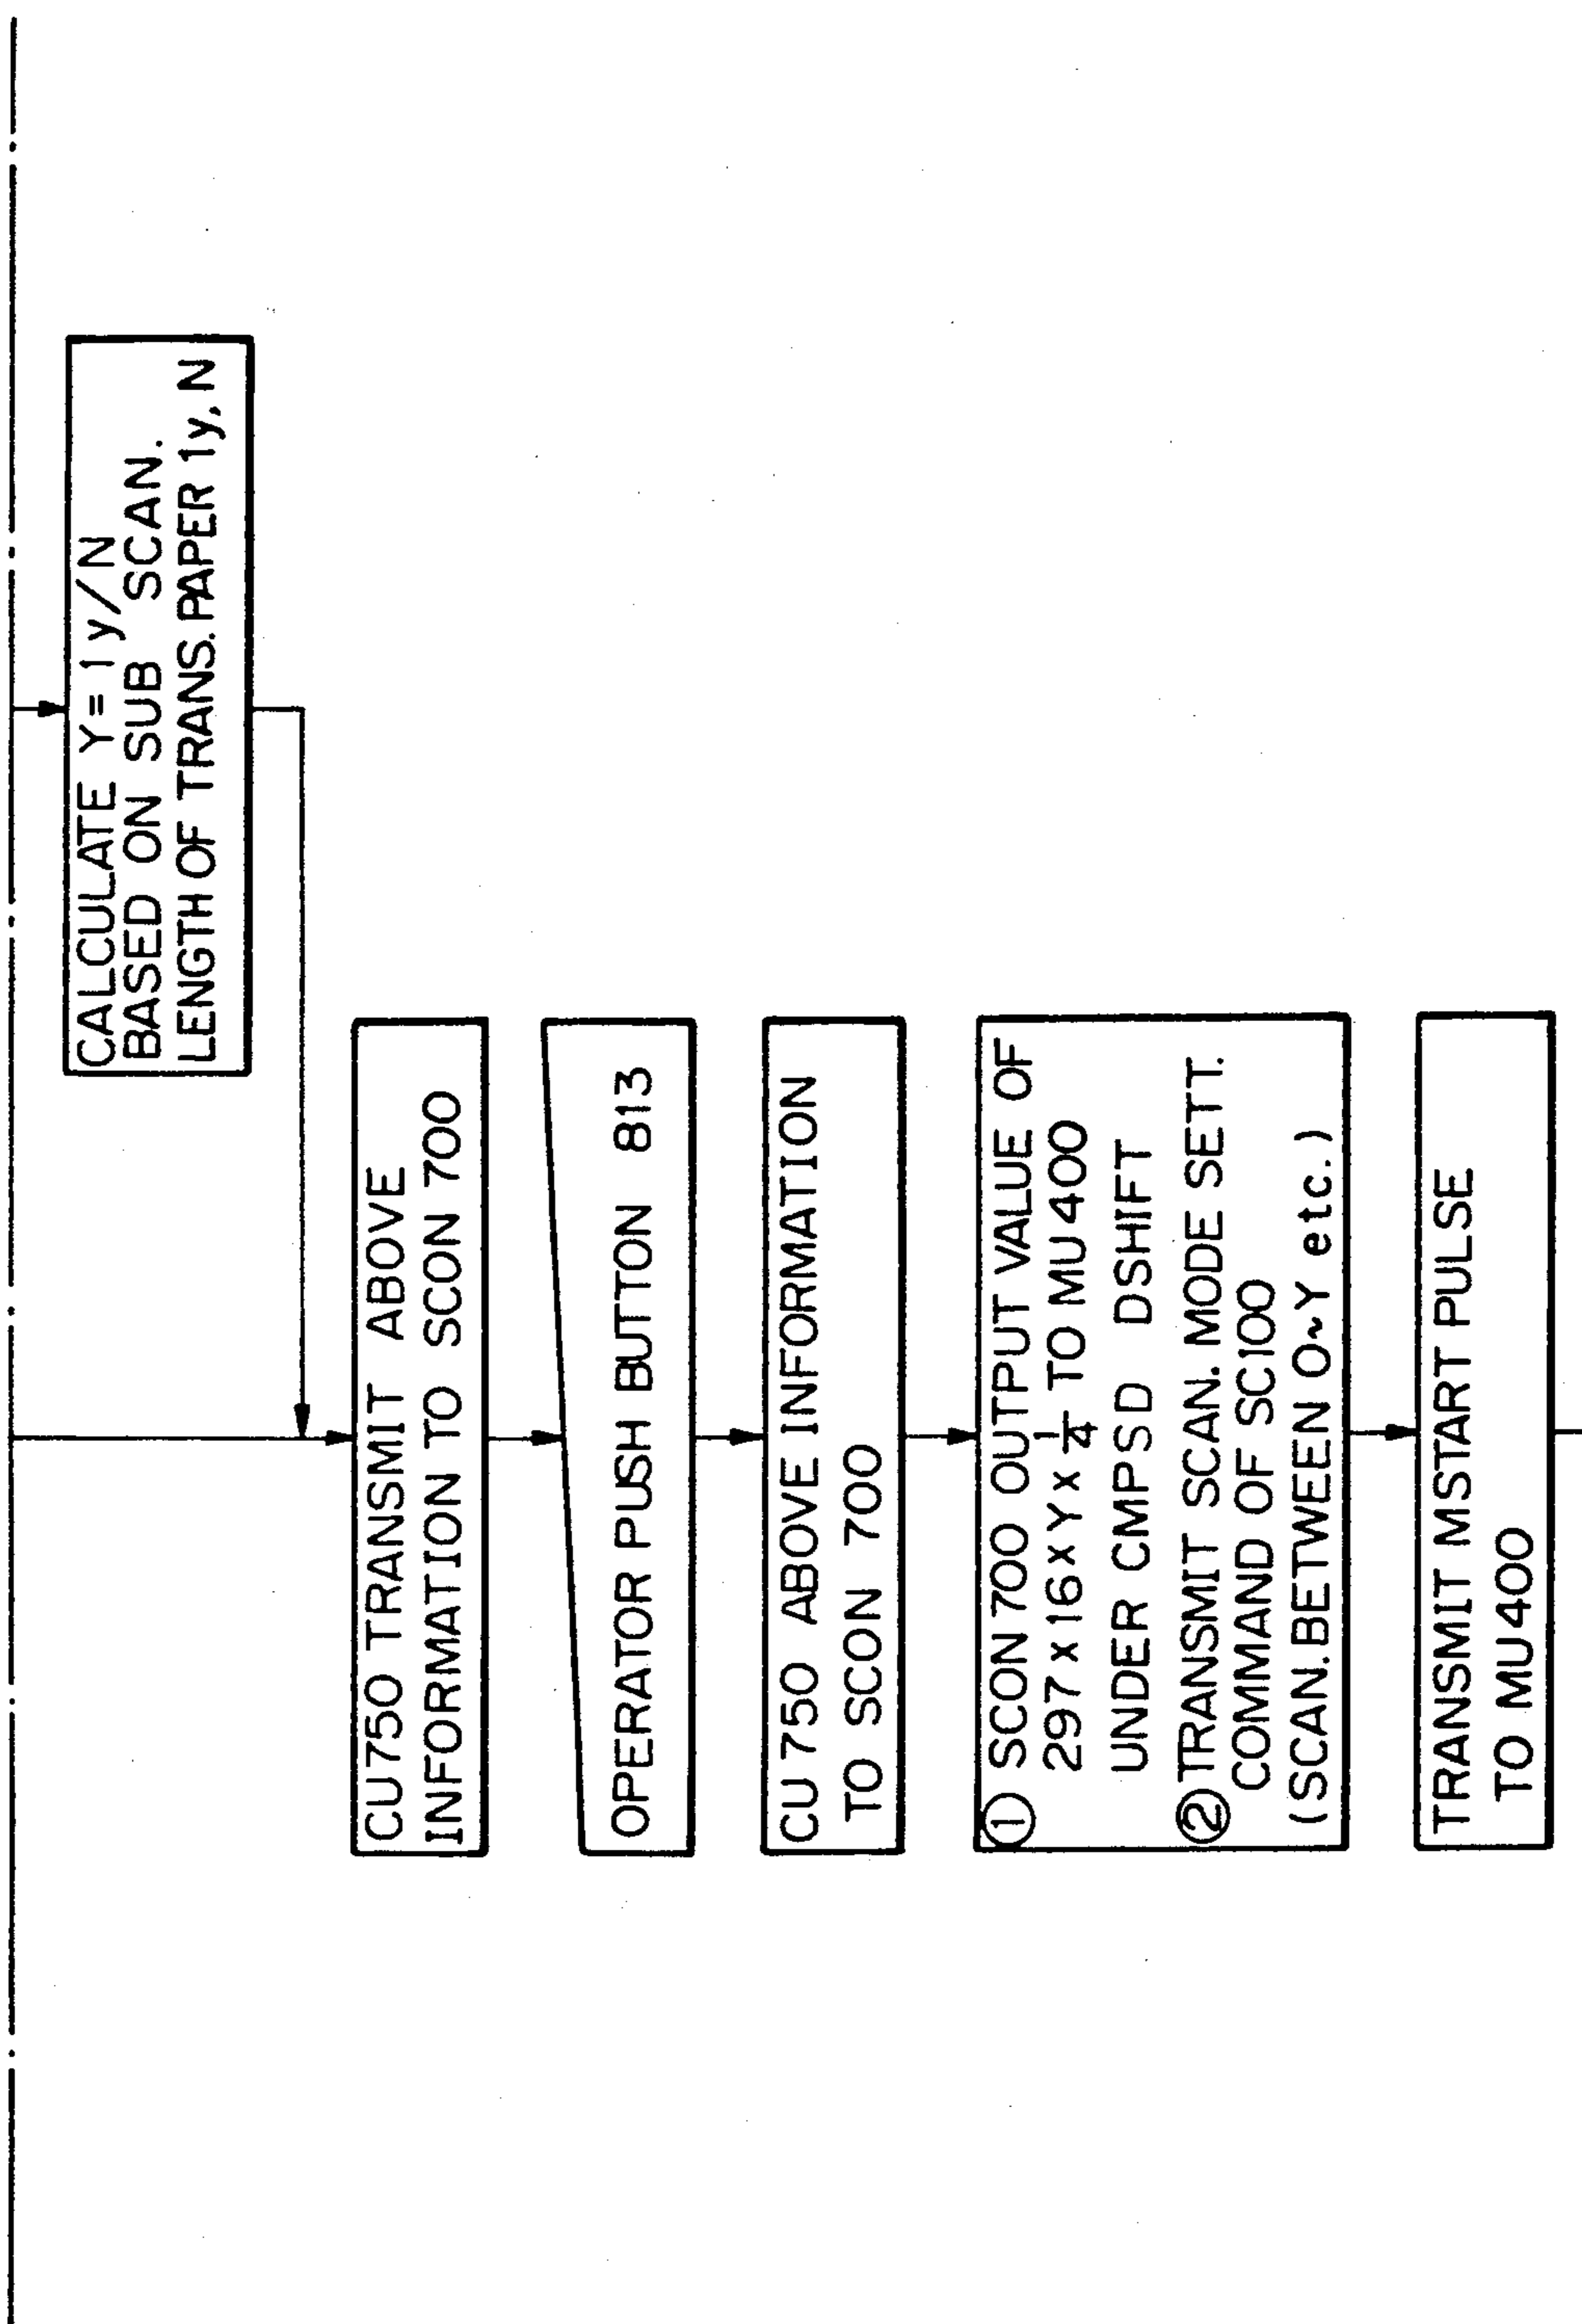 CALCULATE Y=1y/N
BASED ON SUB SCAN.
LENGTH OF TRANS. PAPER 1y, N
CU750 TRANSMIT ABOVE
INFORMATION TO SCON 700
OPERATOR PUSH BUTTON 813
CU 750 ABOVE INFORMATION
TO SCON 700
① SCON 700 OUTPUT VALUE OF
297 x 16 x Y x 1/4 TO MU 400
UNDER CMPSD DSHIFT
② TRANSMIT SCAN. MODE SETT.
COMMAND OF SC100
(SCAN. BETWEEN O~Y etc.)
TRANSMIT MSTART PULSE
TO MU400